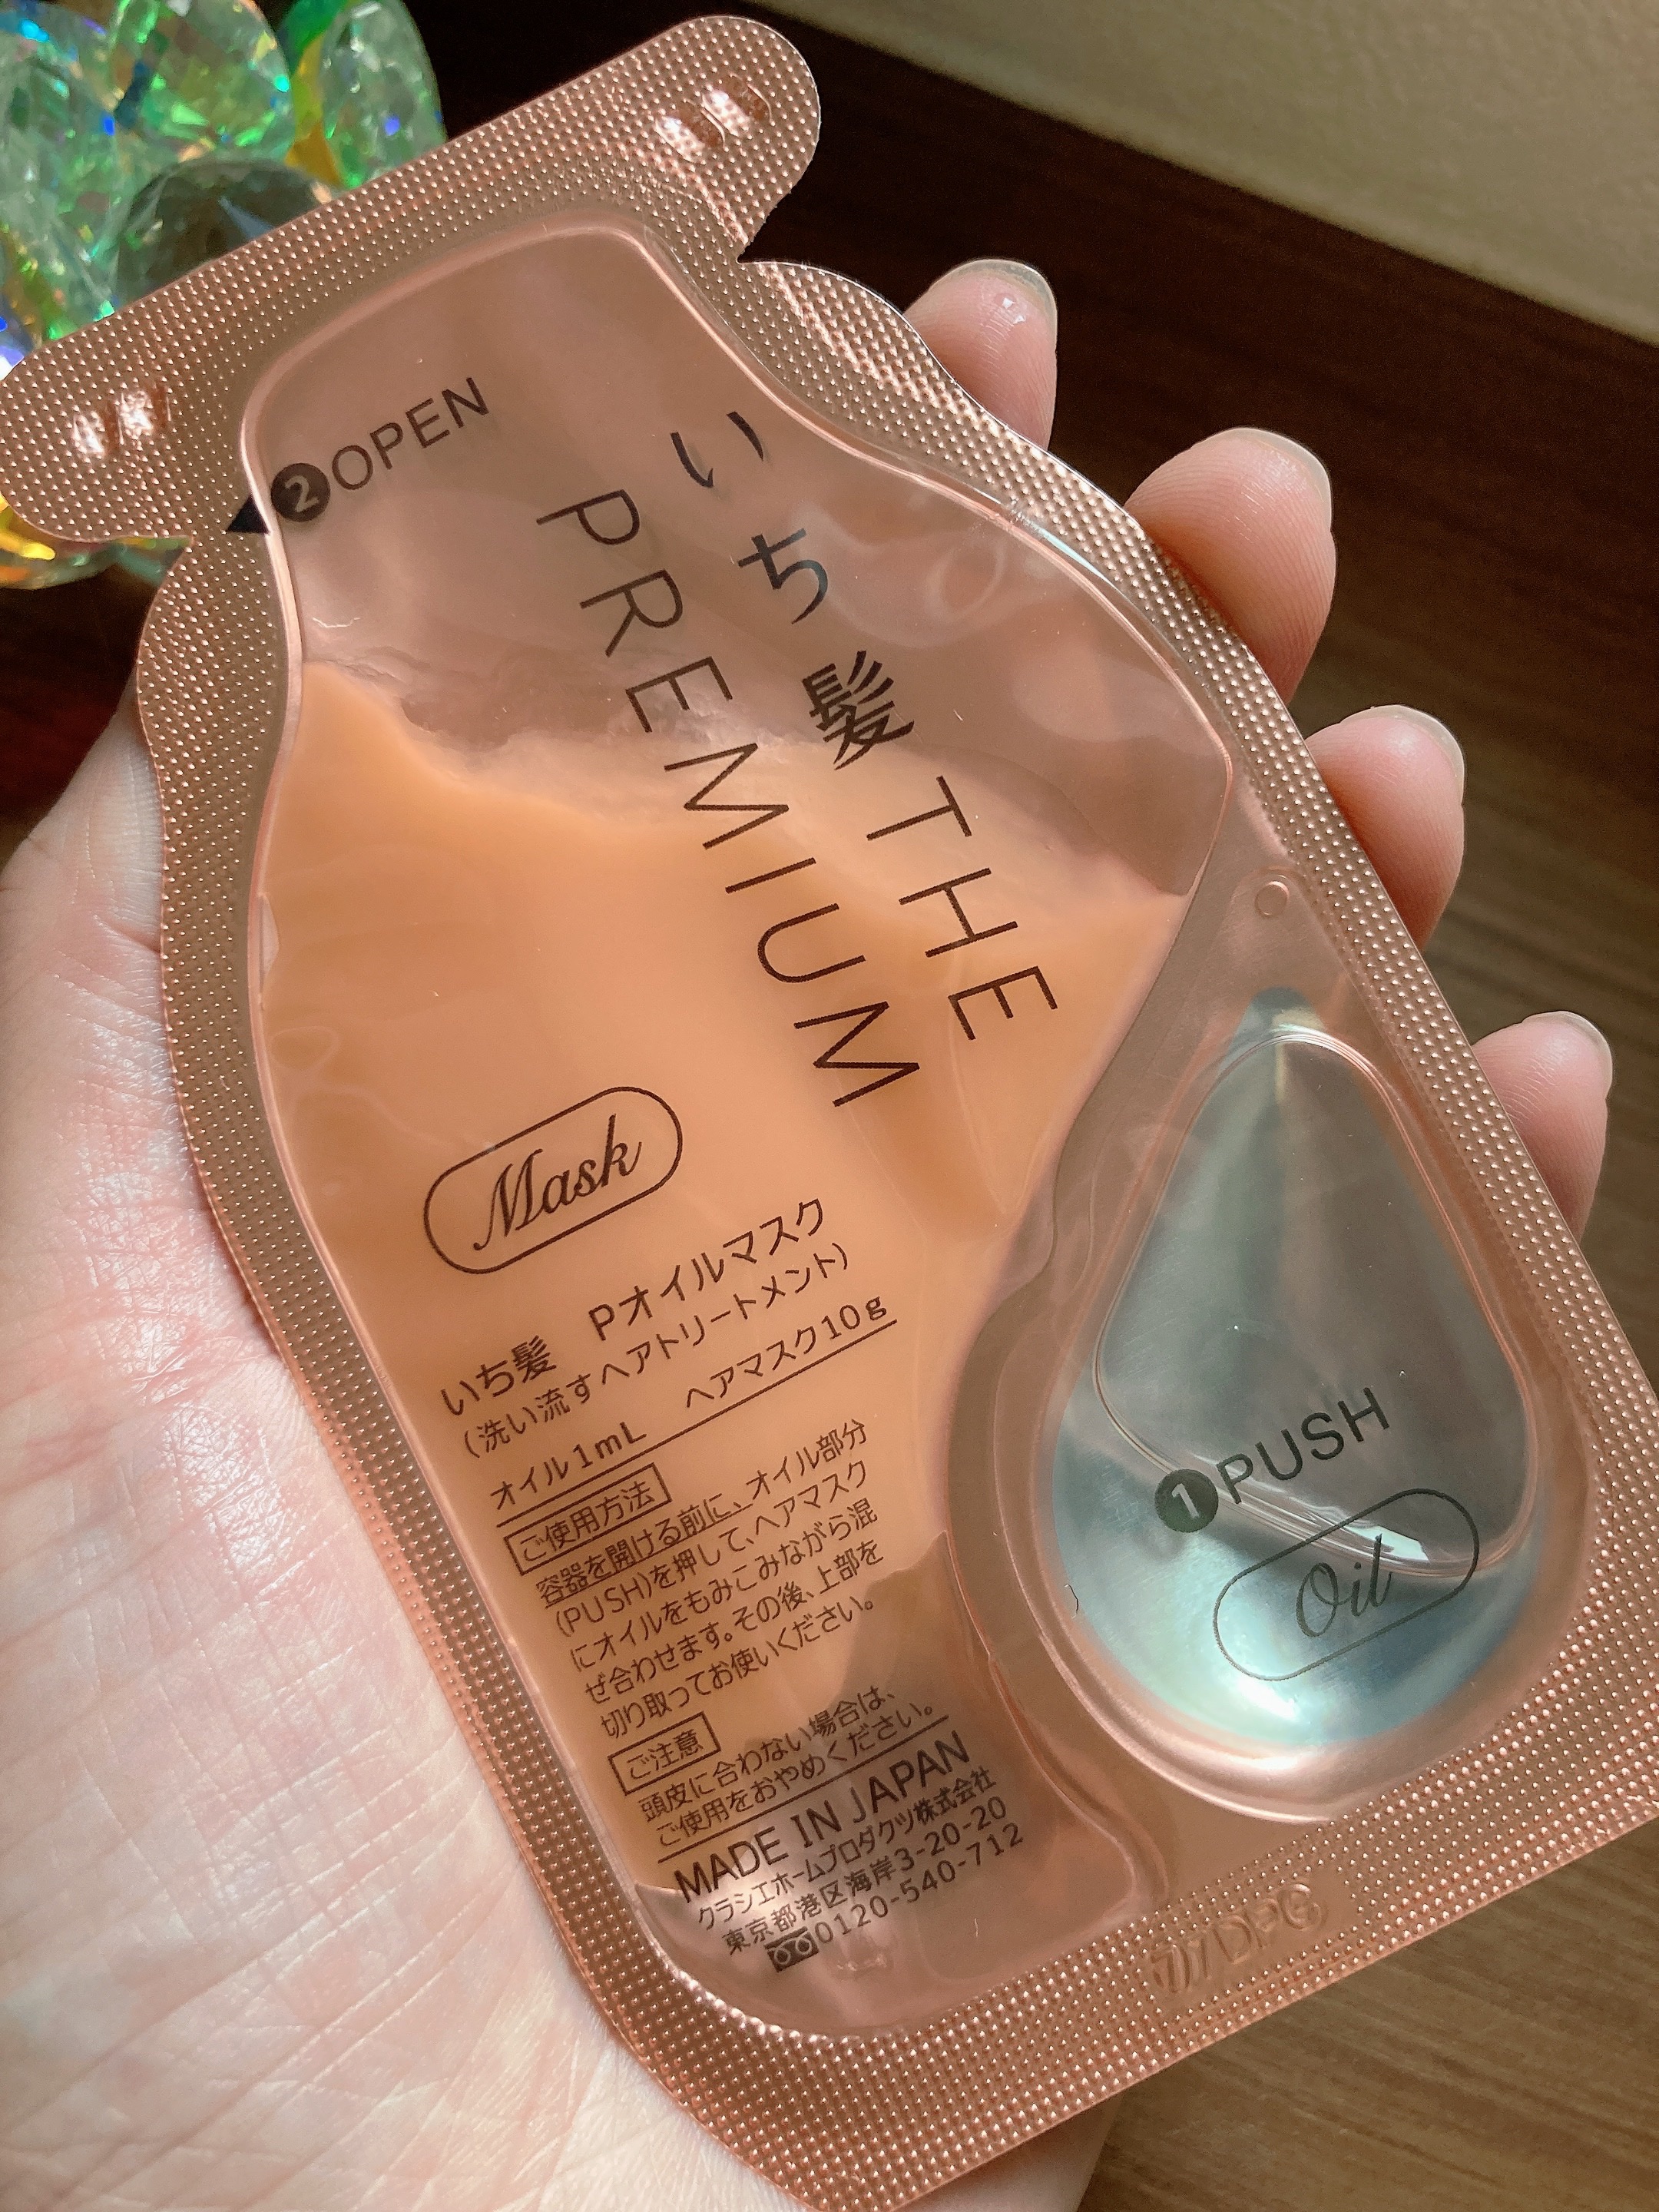 ❷OPEN
いち髪 THE
PREMIUM
Mask
いち髪 Pオイルマスク
(洗い流すヘアトリートメント)
オイル1mL ヘアマスク10g
ご使用方法
容器を開ける前に、オイル部分
(PUSH)を押して、ヘアマスク
にオイルをもみこみながら混
ぜ合わせます。その後、上部を
切り取ってお使いください。
ご注意
頭皮に合わない場合は、
ご使用をおやめください。
MADE IN JAPAN
クラシエホームプロダクツ株式会社
東京都港区海岸3-20-20
0120-540-712
❶PUSH
Oil